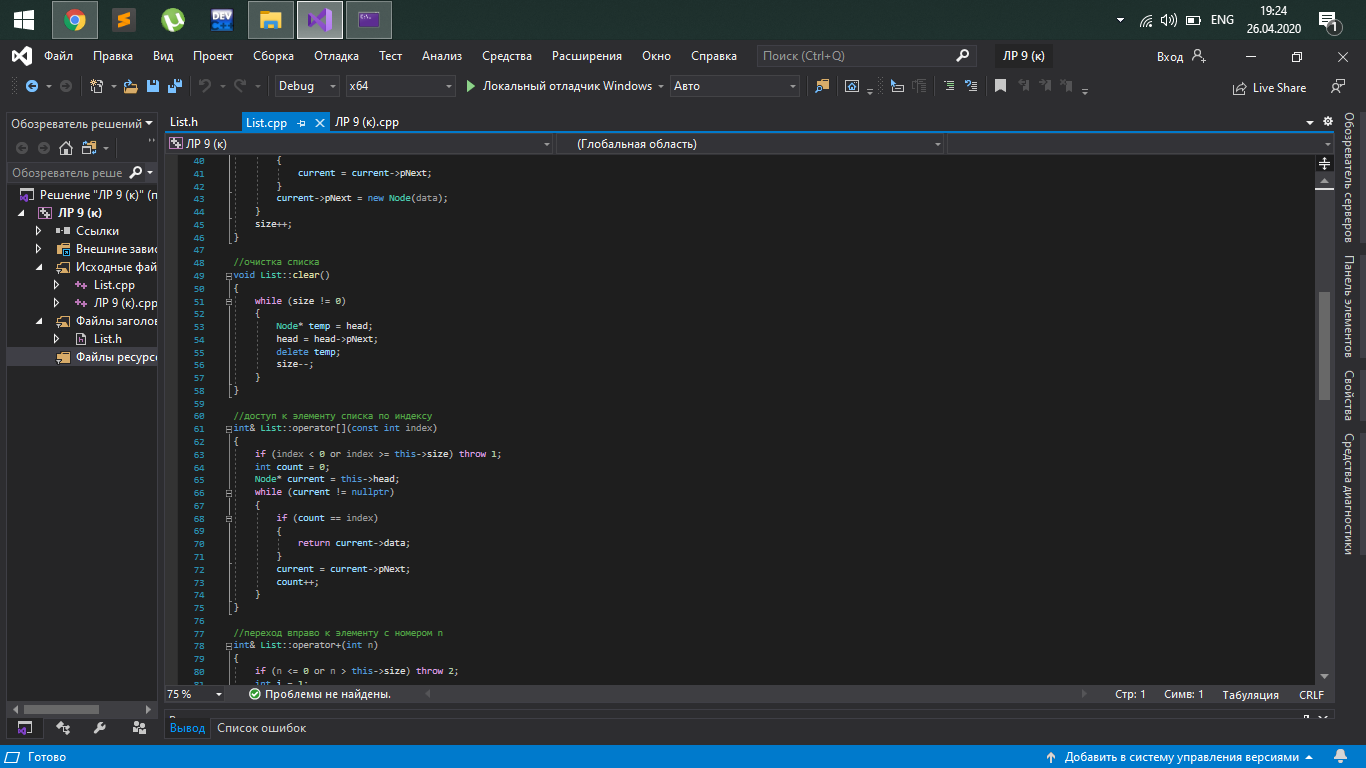 DEV
ENG
19:24
26.04.2020
1
Файл Правка Вид Проект Сборка Отладка Тест Анализ Средства Расширения Окно Справка Поиск (Ctrl+Q) ЛР 9 (к) Вход
Debug x64 Локальный отладчик Windows Авто Live Share
Обозреватель решений
Обозреватель реше
Решение "ЛР 9 (к)" (п
ЛР 9 (к)
Ссылки
Внешние завис
Исходные фай
List.cpp
ЛР 9 (к).cpp
Файлы заголов
List.h
Файлы ресурсо
List.h List.cpp ЛР 9 (к).cpp
ЛР 9 (к) (Глобальная область)
40 {
41 current = current->pNext;
42 }
43 current->pNext = new Node(data);
44 }
45 size++;
46 }
47
48 //очистка списка
49 void List::clear()
50 {
51 while (size != 0)
52 {
53 Node* temp = head;
54 head = head->pNext;
55 delete temp;
56 size--;
57 }
58 }
59
60 //доступ к элементу списка по индексу
61 int& List::operator[](const int index)
62 {
63 if (index < 0 or index >= this->size) throw 1;
64 int count = 0;
65 Node* current = this->head;
66 while (current != nullptr)
67 {
68 if (count == index)
69 {
70 return current->data;
71 }
72 current = current->pNext;
73 count++;
74 }
75 }
76
77 //переход вправо к элементу с номером n
78 int& List::operator+(int n)
79 {
80 if (n <= 0 or n > this->size) throw 2;
81 int i = 1;
75 % Проблемы не найдены. Стр: 1 Симв: 1 Табуляция CRLF
Вывод Список ошибок
Обозреватель серверов
Панель элементов
Свойства
Средства диагностики
Готово Добавить в систему управления версиями